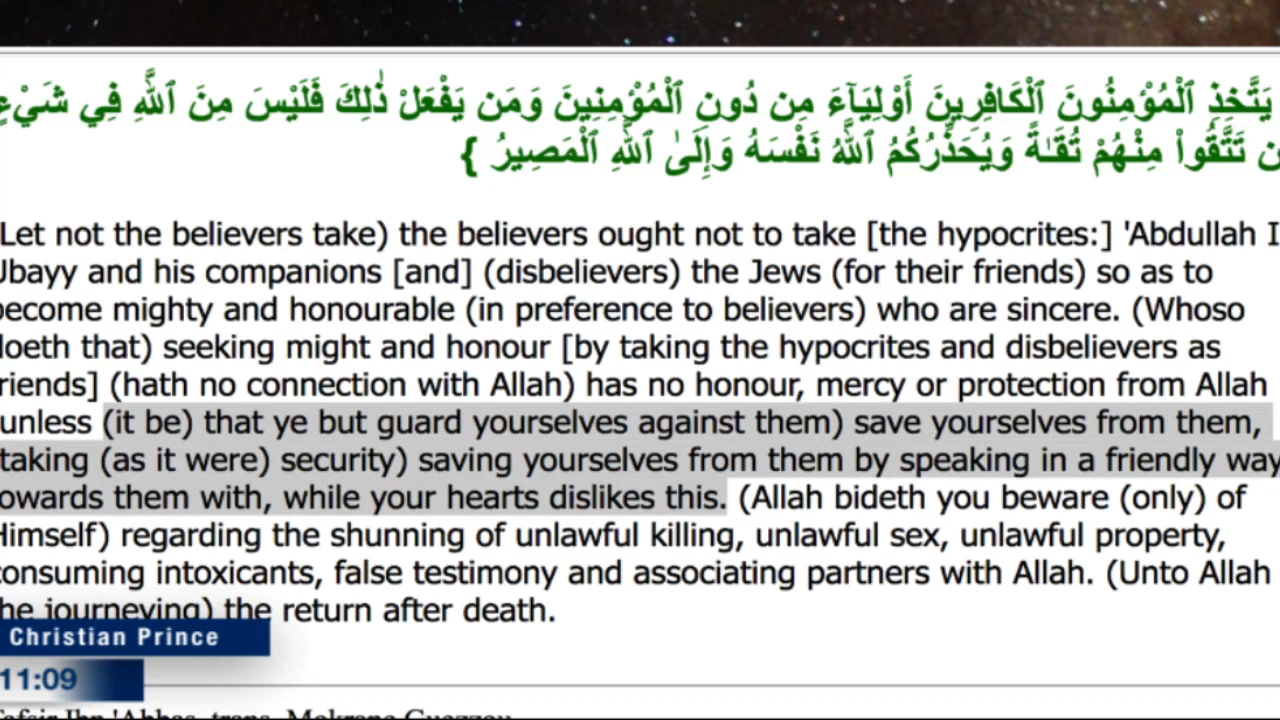 يَتَّخِذِ ٱلْمُؤْمِنُونَ ٱلْكَافِرِينَ أَوْلِيَآءَ مِن دُونِ ٱلْمُؤْمِنِينَ وَمَن يَفْعَلْ ذٰلِكَ فَلَيْسَ مِنَ ٱللَّهِ فِي شَيْءٍ
تَتَّقُواْ مِنْهُمْ تُقَـٰةً وَيُحَذِّرُكُمُ ٱللَّهُ نَفْسَهُ وَإِلَىٰ ٱللَّهِ ٱلْمَصِيرُ }
Let not the believers take) the believers ought not to take [the hypocrites:] 'Abdullah I
Ubayy and his companions [and] (disbelievers) the Jews (for their friends) so as to
become mighty and honourable (in preference to believers) who are sincere. (Whoso
doeth that) seeking might and honour [by taking the hypocrites and disbelievers as
friends] (hath no connection with Allah) has no honour, mercy or protection from Allah
unless (it be) that ye but guard yourselves against them) save yourselves from them,
taking (as it were) security) saving yourselves from them by speaking in a friendly way
towards them with, while your hearts dislikes this. (Allah bideth you beware (only) of
Himself) regarding the shunning of unlawful killing, unlawful sex, unlawful property,
consuming intoxicants, false testimony and associating partners with Allah. (Unto Allah
the journeying) the return after death.
Christian Prince
11:09
Tafsir Ibn 'Abbas, trans. Mokrane Guezzou